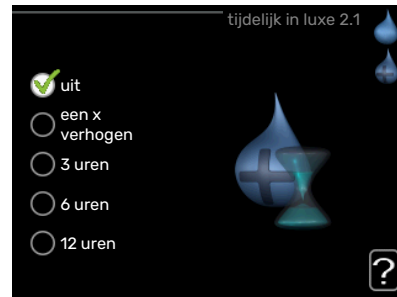 tijdelijk in luxe 2.1
uit
een x
verhogen
3 uren
6 uren
12 uren
?